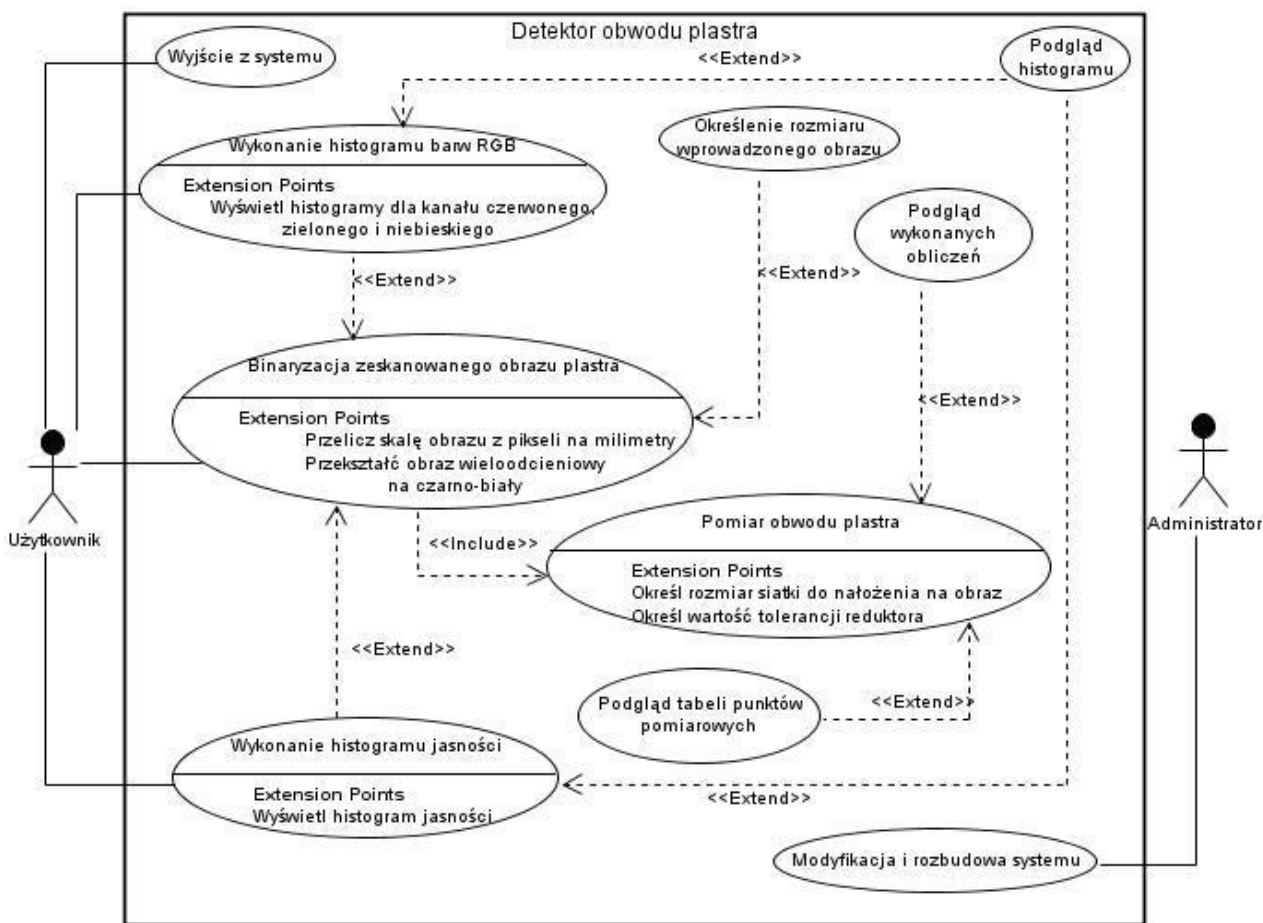 Detektor obwodu plastra
Wyjście z systemu
<<Extend>>
Podgląd
histogramu
Określenie rozmiaru
wprowadzonego obrazu
Wykonanie histogramu barw RGB
Extension Points
Wyświetl histogramy dla kanału czerwonego,
zielonego i niebieskiego
Podgląd
wykonanych
obliczeń
<<Extend>>
<<Extend>>
Binaryzacja zeskanowanego obrazu plastra
Extension Points
Przelicz skalę obrazu z pikseli na milimetry
Przekształć obraz wieloodcieniowy
na czarno-biały
<<Extend>>
Użytkownik
Administrator
<<Include>>
Pomiar obwodu plastra
Extension Points
Określ rozmiar siatki do nałożenia na obraz
Określ wartość tolerancji reduktora
<<Extend>>
Podgląd tabeli punktów
pomiarowych
<<Extend>>
Wykonanie histogramu jasności
Extension Points
Wyświetl histogram jasności
<<Extend>>
Modyfikacja i rozbudowa systemu